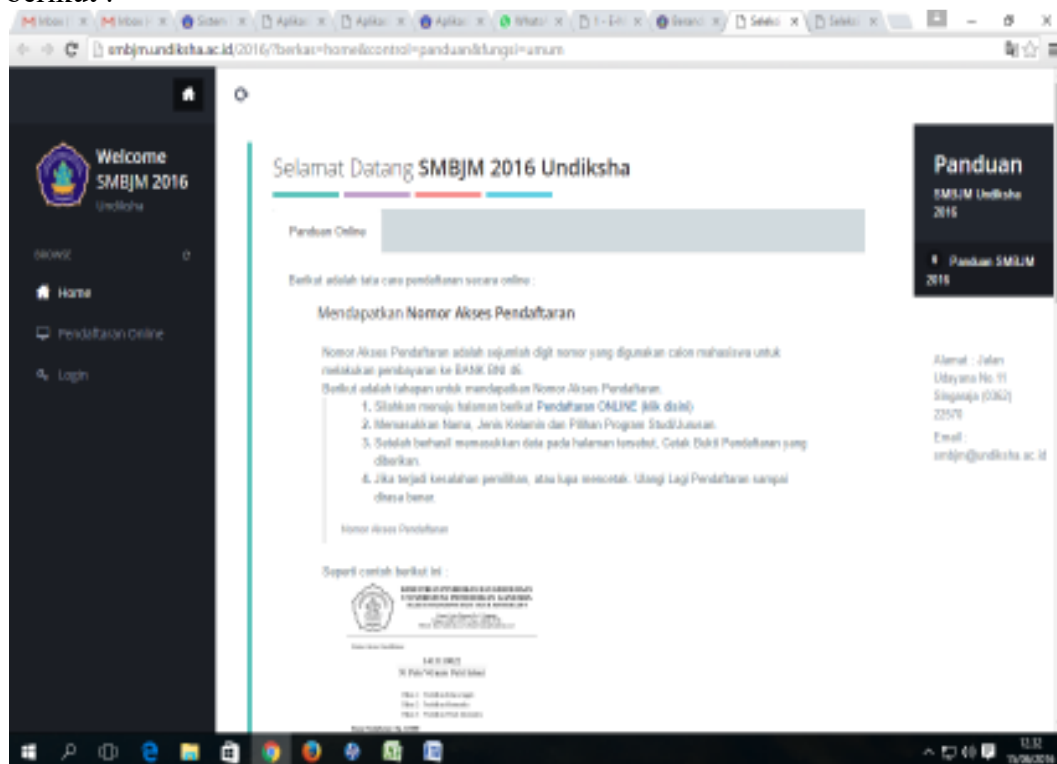 berikut :
smbjm.undiksha.ac.id/2016/?berkas=home&control=panduan&fungsi=umum
Welcome
SMBJM 2016
Undiksha
BROWSE
Home
Pendaftaran Online
Login
Selamat Datang SMBJM 2016 Undiksha
Panduan Online
Berikut adalah tata cara pendaftaran secara online :
Mendapatkan Nomor Akses Pendaftaran
Nomor Akses Pendaftaran adalah sejumlah digit nomor yang digunakan calon mahasiswa untuk
melakukan pembayaran ke BANK BNI 46.
Berikut adalah tahapan untuk mendapatkan Nomor Akses Pendaftaran.
1. Silahkan menuju halaman berikut Pendaftaran ONLINE (klik disini)
2. Memasukkan Nama, Jenis Kelamin dan Pilihan Program Studi/Jurusan.
3. Setelah berhasil memasukkan data pada halaman tersebut, Cetak Bukti Pendaftaran yang
diberikan.
4. Jika terjadi kesalahan pemilihan, atau lupa mencetak. Ulangi Lagi Pendaftaran sampai
dirasa benar.
Nomor Akses Pendaftaran
Seperti contoh berikut ini :
Panduan
SMBJM Undiksha
2016
Panduan SMBJM
2016
Alamat : Jalan
Udayana No. 11
Singaraja (0362)
22570
Email :
smbjm@undiksha.ac.id
12:32
15/06/2016